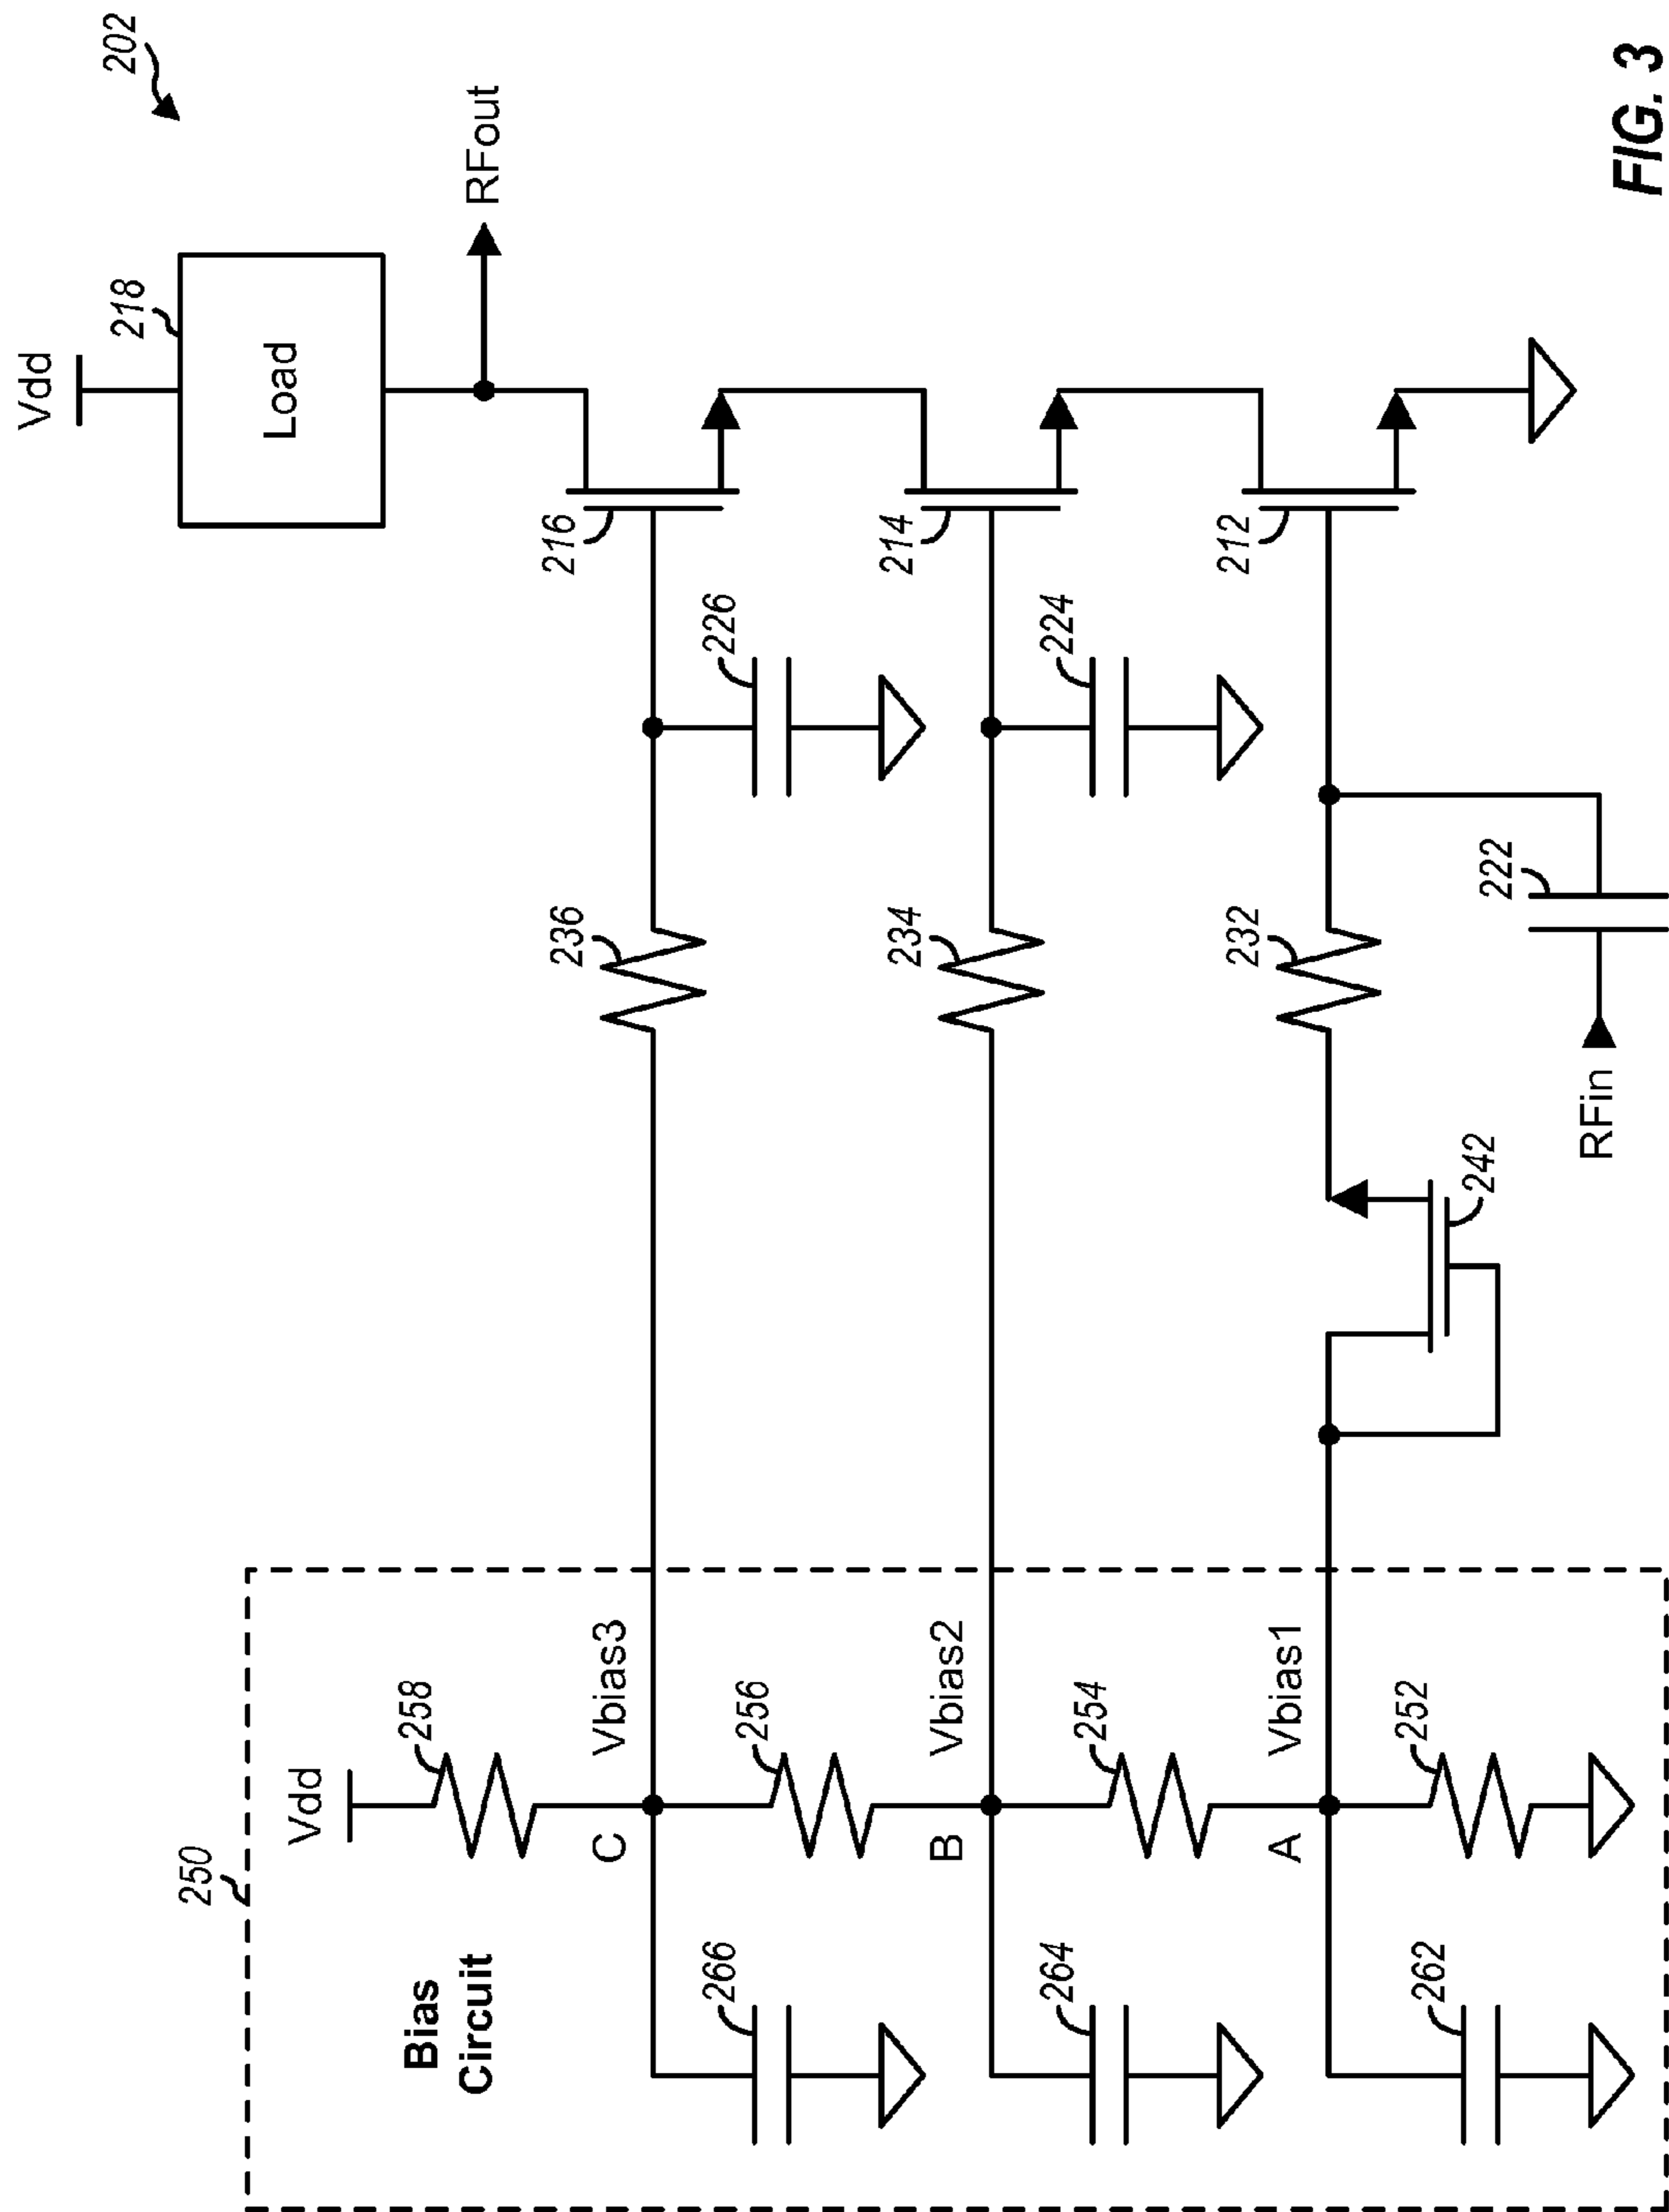 202
Vdd
218
Load
RFout
216
226
236
214
224
234
212
232
222
RFin
242
250
Bias
Circuit
Vdd
258
C
Vbias3
266
256
B
Vbias2
264
254
A
Vbias1
262
252
FIG. 3